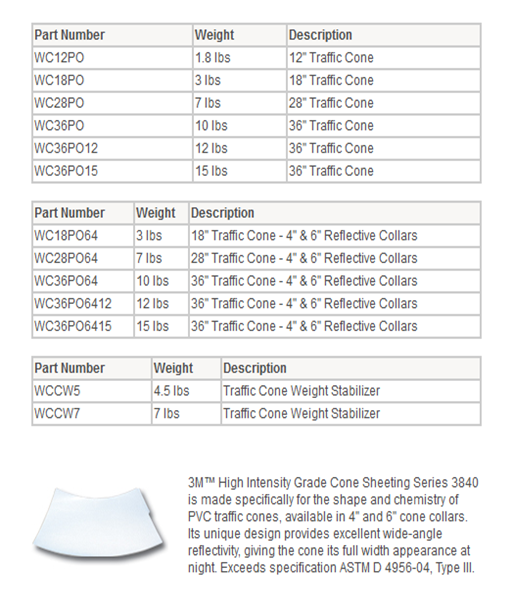 Part Number Weight Description
WC12PO 1.8 lbs 12" Traffic Cone
WC18PO 3 lbs 18" Traffic Cone
WC28PO 7 lbs 28" Traffic Cone
WC36PO 10 lbs 36" Traffic Cone
WC36PO12 12 lbs 36" Traffic Cone
WC36PO15 15 lbs 36" Traffic Cone
Part Number Weight Description
WC18PO64 3 lbs 18" Traffic Cone - 4" & 6" Reflective Collars
WC28PO64 7 lbs 28" Traffic Cone - 4" & 6" Reflective Collars
WC36PO64 10 lbs 36" Traffic Cone - 4" & 6" Reflective Collars
WC36PO6412 12 lbs 36" Traffic Cone - 4" & 6" Reflective Collars
WC36PO6415 15 lbs 36" Traffic Cone - 4" & 6" Reflective Collars
Part Number Weight Description
WCCW5 4.5 lbs Traffic Cone Weight Stabilizer
WCCW7 7 lbs Traffic Cone Weight Stabilizer
3M™ High Intensity Grade Cone Sheeting Series 3840
is made specifically for the shape and chemistry of
PVC traffic cones, available in 4" and 6" cone collars.
Its unique design provides excellent wide-angle
reflectivity, giving the cone its full width appearance at
night. Exceeds specification ASTM D 4956-04, Type III.